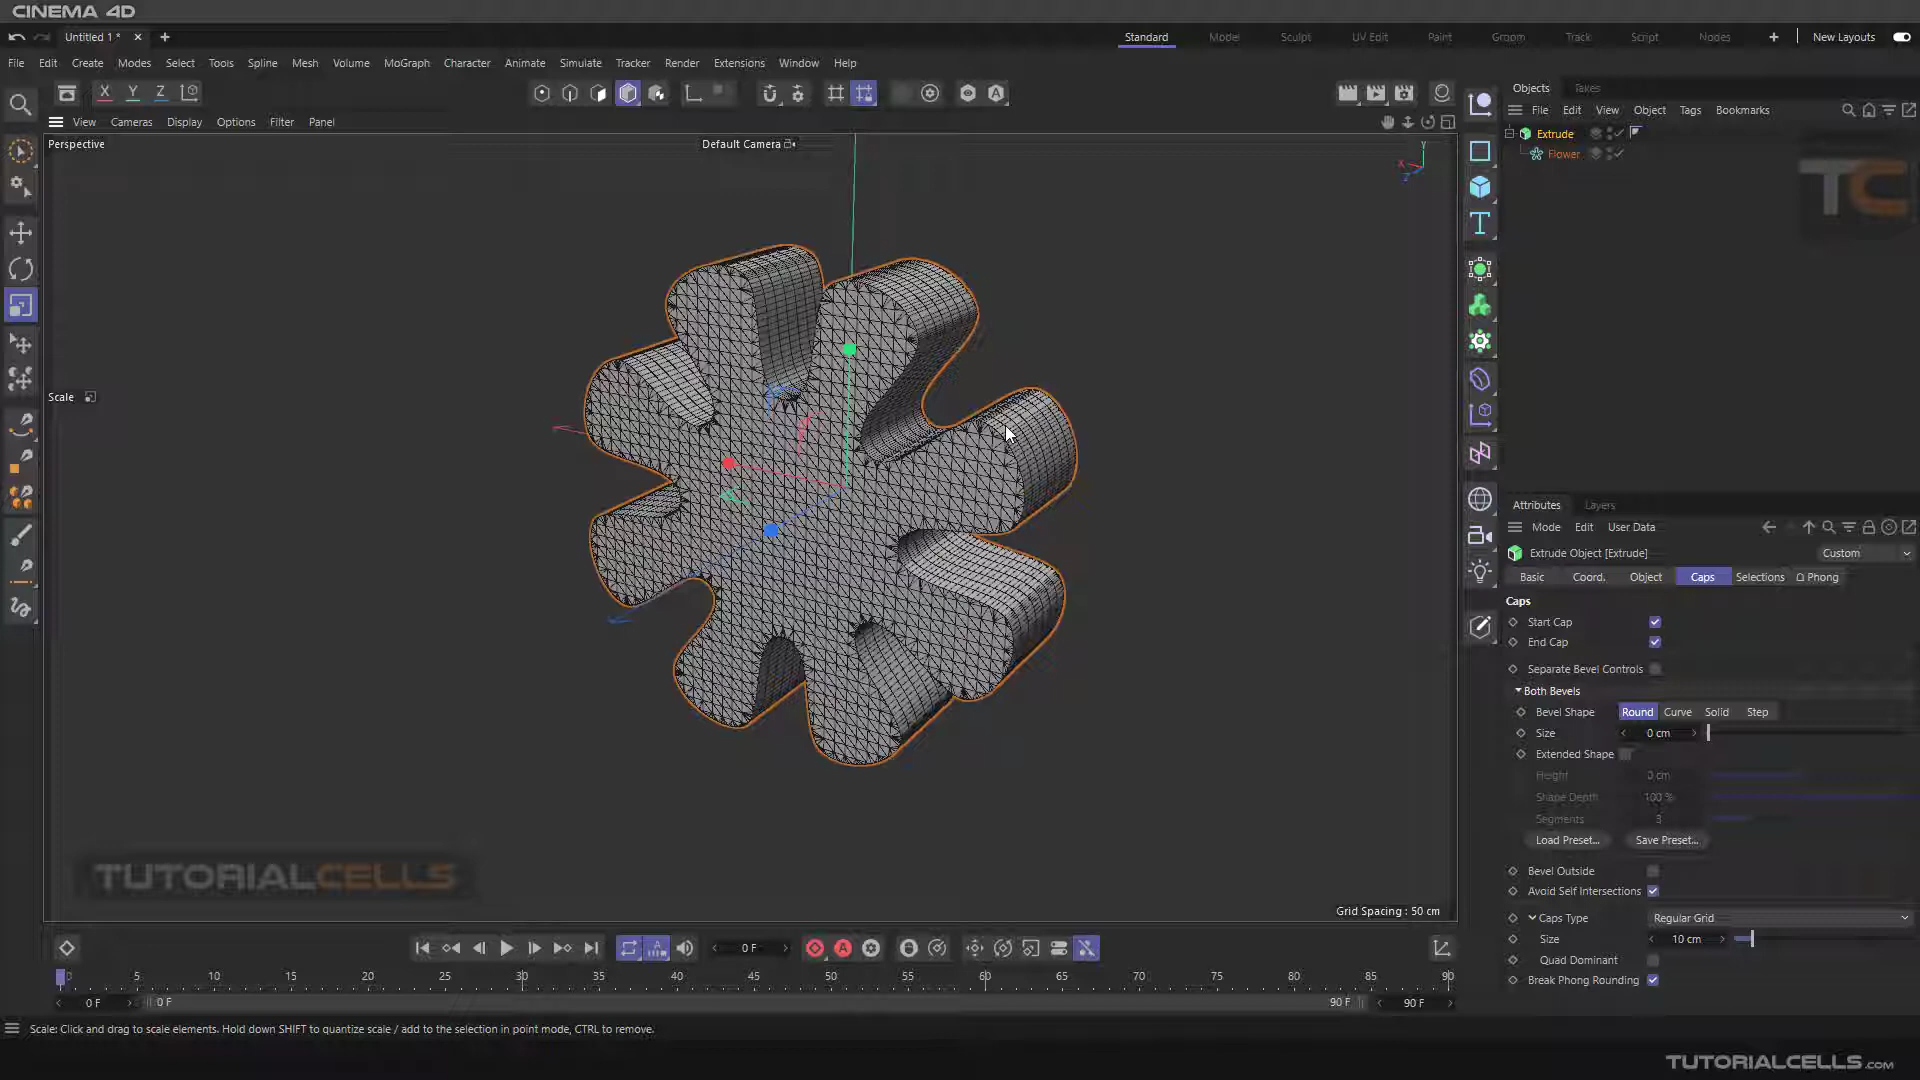 CINEMA 4D
Untitled 1 *
Standard Model Sculpt UV Edit Paint Groom Track Script Nodes New Layouts
File Edit Create Modes Select Tools Spline Mesh Volume MoGraph Character Animate Simulate Tracker Render Extensions Window Help
X Y Z
View Cameras Display Options Filter Panel
Perspective
Default Camera
Scale
Grid Spacing : 50 cm
TUTORIALCELLS
Objects Takes
File Edit View Object Tags Bookmarks
Extrude
Flower
TC
Attributes Layers
Mode Edit User Data
Extrude Object [Extrude]
Custom
Basic Coord. Object Caps Selections Phong
Caps
Start Cap
End Cap
Separate Bevel Controls
Both Bevels
Bevel Shape Round Curve Solid Step
Size 0 cm
Extended Shape
Height 0 cm
Shape Depth 100 %
Segments 3
Load Preset... Save Preset...
Bevel Outside
Avoid Self Intersections
Caps Type Regular Grid
Size 10 cm
Quad Dominant
Break Phong Rounding
0 F
0 5 10 15 20 25 30 35 40 45 50 55 60 65 70 75 80 85 90
0 F 0 F 90 F 90 F
Scale: Click and drag to scale elements. Hold down SHIFT to quantize scale / add to the selection in point mode, CTRL to remove.
TUTORIALCELLS.COM